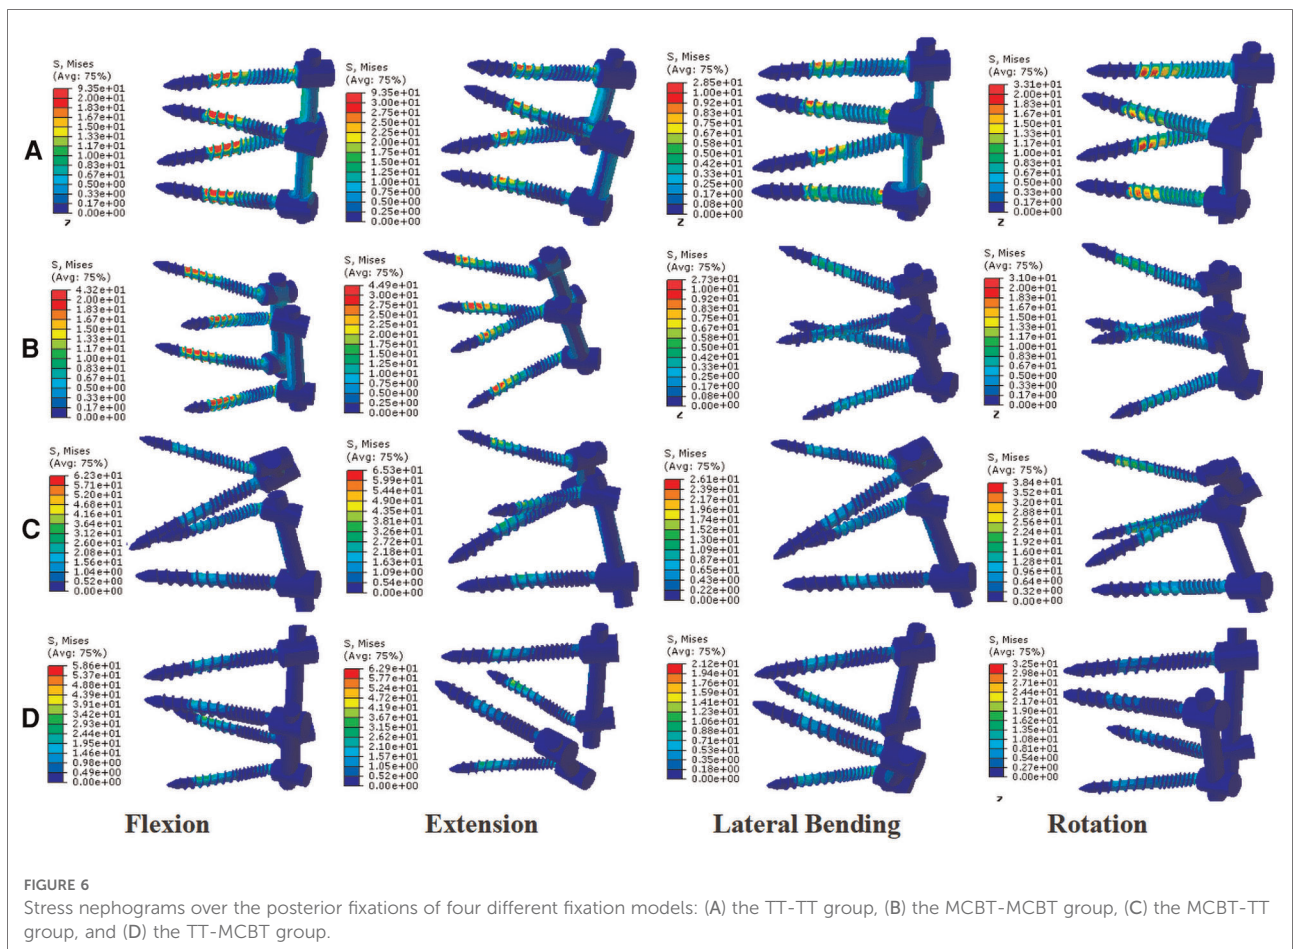 S, Mises
(Avg: 75%)
9.35e+01
2.00e+01
1.83e+01
1.67e+01
1.50e+01
1.33e+01
1.17e+01
1.00e+01
0.83e+01
0.67e+01
0.50e+00
0.33e+00
0.17e+00
0.00e+00
S, Mises
(Avg: 75%)
9.35e+01
3.00e+01
2.75e+01
2.50e+01
2.25e+01
2.00e+01
1.75e+01
1.50e+01
1.25e+01
1.00e+01
0.75e+00
0.50e+00
0.25e+00
0.00e+00
S, Mises
(Avg: 75%)
2.85e+01
1.00e+01
0.92e+01
0.83e+01
0.75e+01
0.67e+01
0.58e+01
0.50e+01
0.42e+01
0.33e+01
0.25e+00
0.17e+00
0.08e+00
0.00e+00
Z
S, Mises
(Avg: 75%)
3.31e+01
2.00e+01
1.83e+01
1.67e+01
1.50e+01
1.33e+01
1.17e+01
1.00e+01
0.83e+01
0.67e+01
0.50e+00
0.33e+00
0.17e+00
0.00e+00
Z
A
S, Mises
(Avg: 75%)
4.32e+01
2.00e+01
1.83e+01
1.67e+01
1.50e+01
1.33e+01
1.17e+01
1.00e+01
0.83e+01
0.67e+01
0.50e+00
0.33e+00
0.17e+00
0.00e+00
S, Mises
(Avg: 75%)
4.49e+01
3.00e+01
2.75e+01
2.50e+01
2.25e+01
2.00e+01
1.75e+01
1.50e+01
1.25e+01
1.00e+01
0.75e+00
0.50e+00
0.25e+00
0.00e+00
S, Mises
(Avg: 75%)
2.73e+01
1.00e+01
0.92e+01
0.83e+01
0.75e+01
0.67e+01
0.58e+01
0.50e+01
0.42e+01
0.33e+01
0.25e+00
0.17e+00
0.08e+00
0.00e+00
Z
S, Mises
(Avg: 75%)
3.10e+01
2.00e+01
1.83e+01
1.67e+01
1.50e+01
1.33e+01
1.17e+01
1.00e+01
0.83e+01
0.67e+01
0.50e+00
0.33e+00
0.17e+00
0.00e+00
Z
B
S, Mises
(Avg: 75%)
6.23e+01
5.71e+01
5.20e+01
4.68e+01
4.16e+01
3.64e+01
3.12e+01
2.60e+01
2.08e+01
1.56e+01
1.04e+00
0.52e+00
0.00e+00
S, Mises
(Avg: 75%)
6.53e+01
5.99e+01
5.44e+01
4.90e+01
4.35e+01
3.81e+01
3.26e+01
2.72e+01
2.18e+01
1.63e+01
1.09e+00
0.54e+00
0.00e+00
S, Mises
(Avg: 75%)
2.61e+01
2.39e+01
2.17e+01
1.96e+01
1.74e+01
1.52e+01
1.30e+01
1.09e+01
0.87e+01
0.65e+01
0.43e+00
0.22e+00
0.00e+00
S, Mises
(Avg: 75%)
3.84e+01
3.52e+01
3.20e+01
2.88e+01
2.56e+01
2.24e+01
1.92e+01
1.60e+01
1.28e+01
0.96e+01
0.64e+00
0.32e+00
0.00e+00
C
S, Mises
(Avg: 75%)
5.86e+01
5.37e+01
4.88e+01
4.39e+01
3.91e+01
3.42e+01
2.93e+01
2.44e+01
1.95e+01
1.46e+01
0.98e+00
0.49e+00
0.00e+00
S, Mises
(Avg: 75%)
6.29e+01
5.77e+01
5.24e+01
4.72e+01
4.19e+01
3.67e+01
3.15e+01
2.62e+01
2.10e+01
1.57e+01
1.05e+00
0.52e+00
0.00e+00
S, Mises
(Avg: 75%)
2.12e+01
1.94e+01
1.76e+01
1.59e+01
1.41e+01
1.23e+01
1.06e+01
0.88e+01
0.71e+01
0.53e+01
0.35e+00
0.18e+00
0.00e+00
S, Mises
(Avg: 75%)
3.25e+01
2.98e+01
2.71e+01
2.44e+01
2.17e+01
1.90e+01
1.62e+01
1.35e+01
1.08e+01
0.81e+01
0.54e+00
0.27e+00
0.00e+00
D
Flexion
Extension
Lateral Bending
Rotation
FIGURE 6
Stress nephograms over the posterior fixations of four different fixation models: (A) the TT-TT group, (B) the MCBT-MCBT group, (C) the MCBT-TT
group, and (D) the TT-MCBT group.